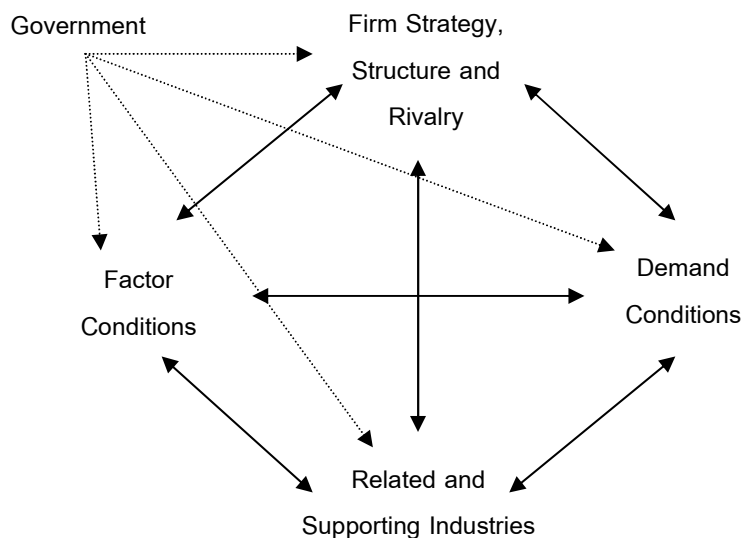 Government
Firm Strategy,
Structure and
Rivalry
Factor
Conditions
Demand
Conditions
Related and
Supporting Industries